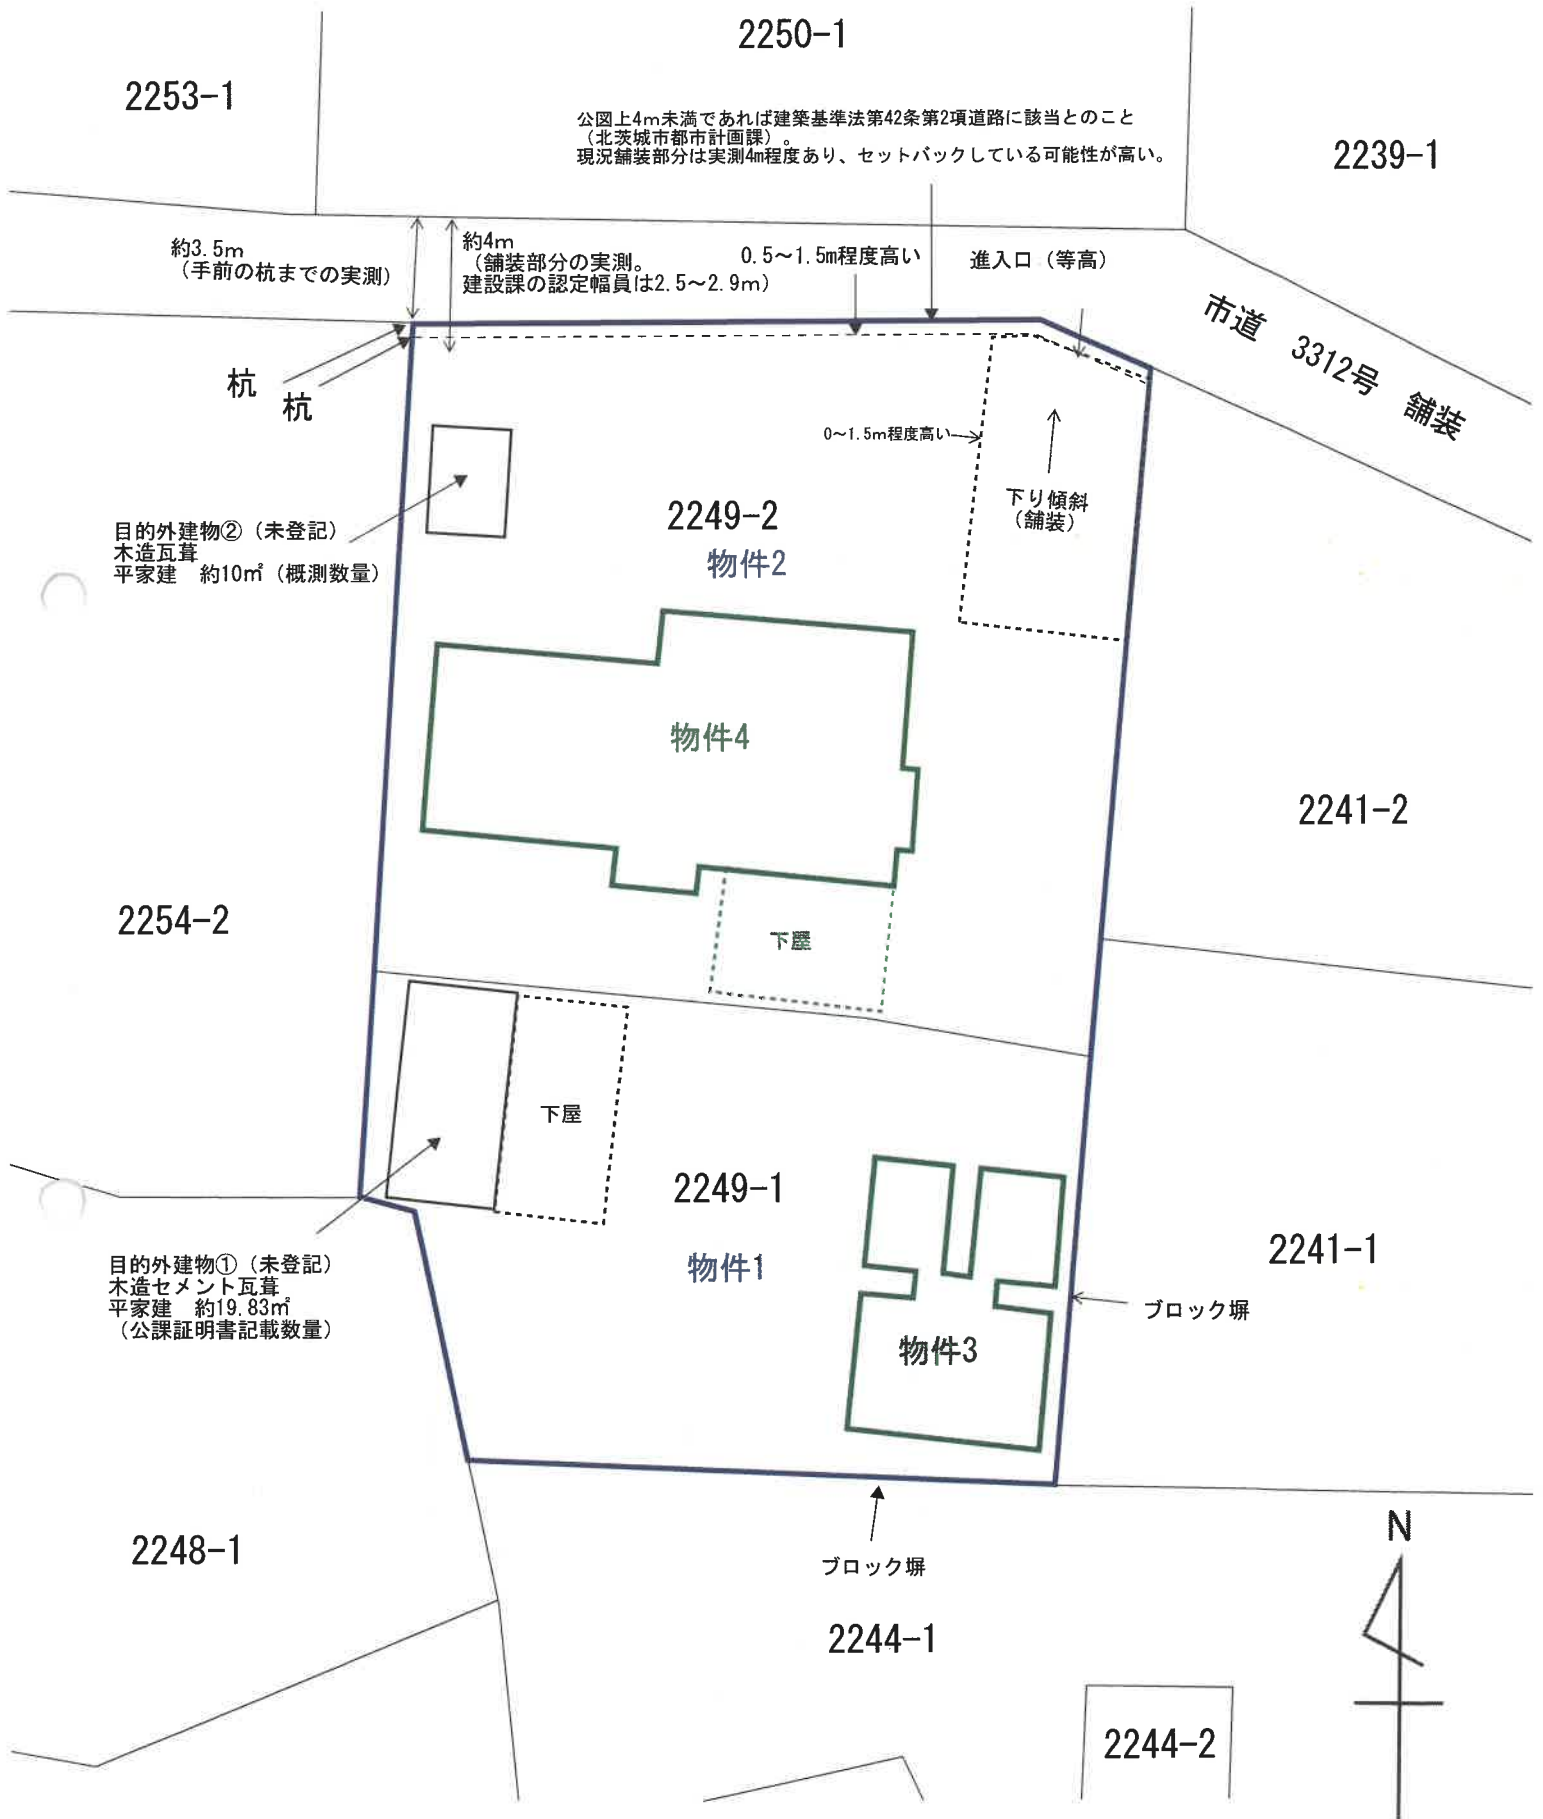 2250-1
2253-1
公図上4m未満であれば建築基準法第42条第2項道路に該当とのこと
（北茨城市都市計画課）。
現況舗装部分は実測4m程度あり、セットバックしている可能性が高い。
2239-1
約3.5m
（手前の杭までの実測）
約4m
（舗装部分の実測。
建設課の認定幅員は2.5～2.9m）
0.5～1.5m程度高い
進入口（等高）
市道　3312号　舗装
杭
杭
0～1.5m程度高い
下り傾斜
（舗装）
2249-2
物件2
目的外建物②（未登記）
木造瓦葺
平家建　約10㎡（概測数量）
物件4
2241-2
2254-2
下屋
下屋
2249-1
物件1
2241-1
目的外建物①（未登記）
木造セメント瓦葺
平家建　約19.83㎡
（公課証明書記載数量）
ブロック塀
物件3
N
2248-1
ブロック塀
2244-1
2244-2